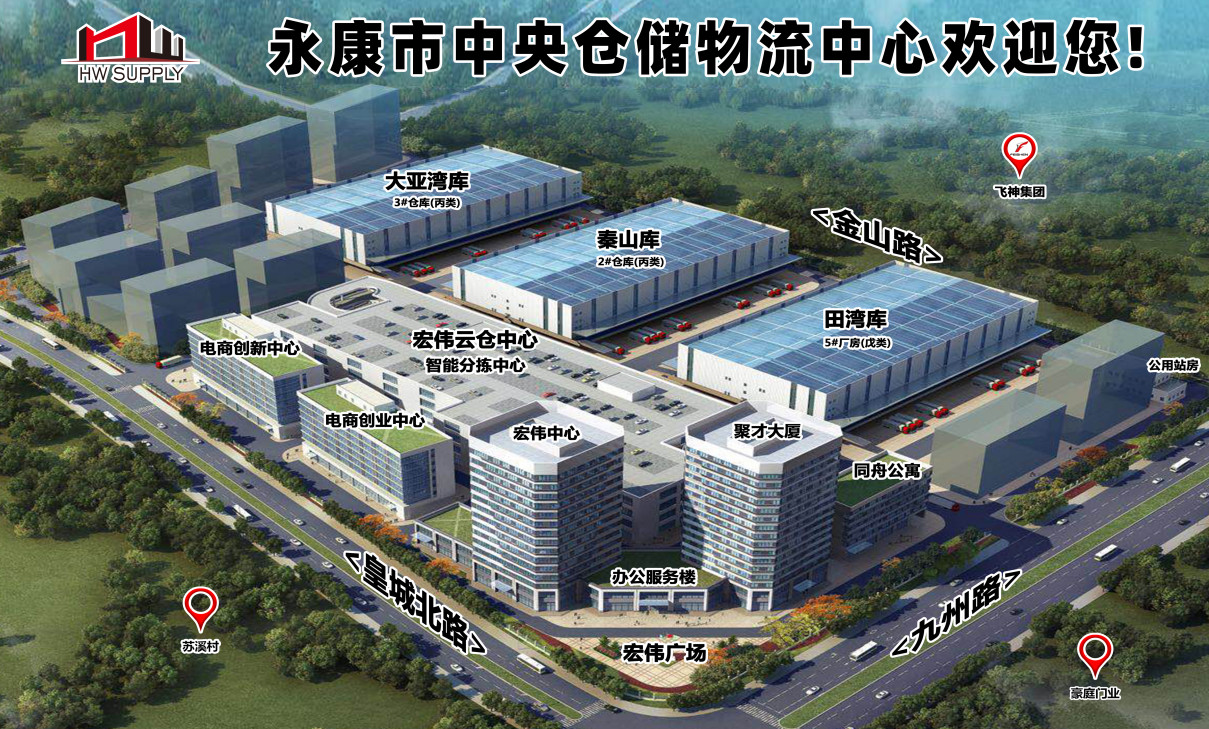 HW SUPPLY
永康市中央仓储物流中心欢迎您!
飞神集团
大亚湾库
3#仓库(丙类)
<金山路>
秦山库
2#仓库(丙类)
田湾库
5#厂房(戊类)
宏伟云仓中心
智能分拣中心
电商创新中心
公用站房
电商创业中心
宏伟中心
聚才大厦
同舟公寓
办公服务楼
<皇城北路>
<九州路>
苏溪村
宏伟广场
豪庭门业